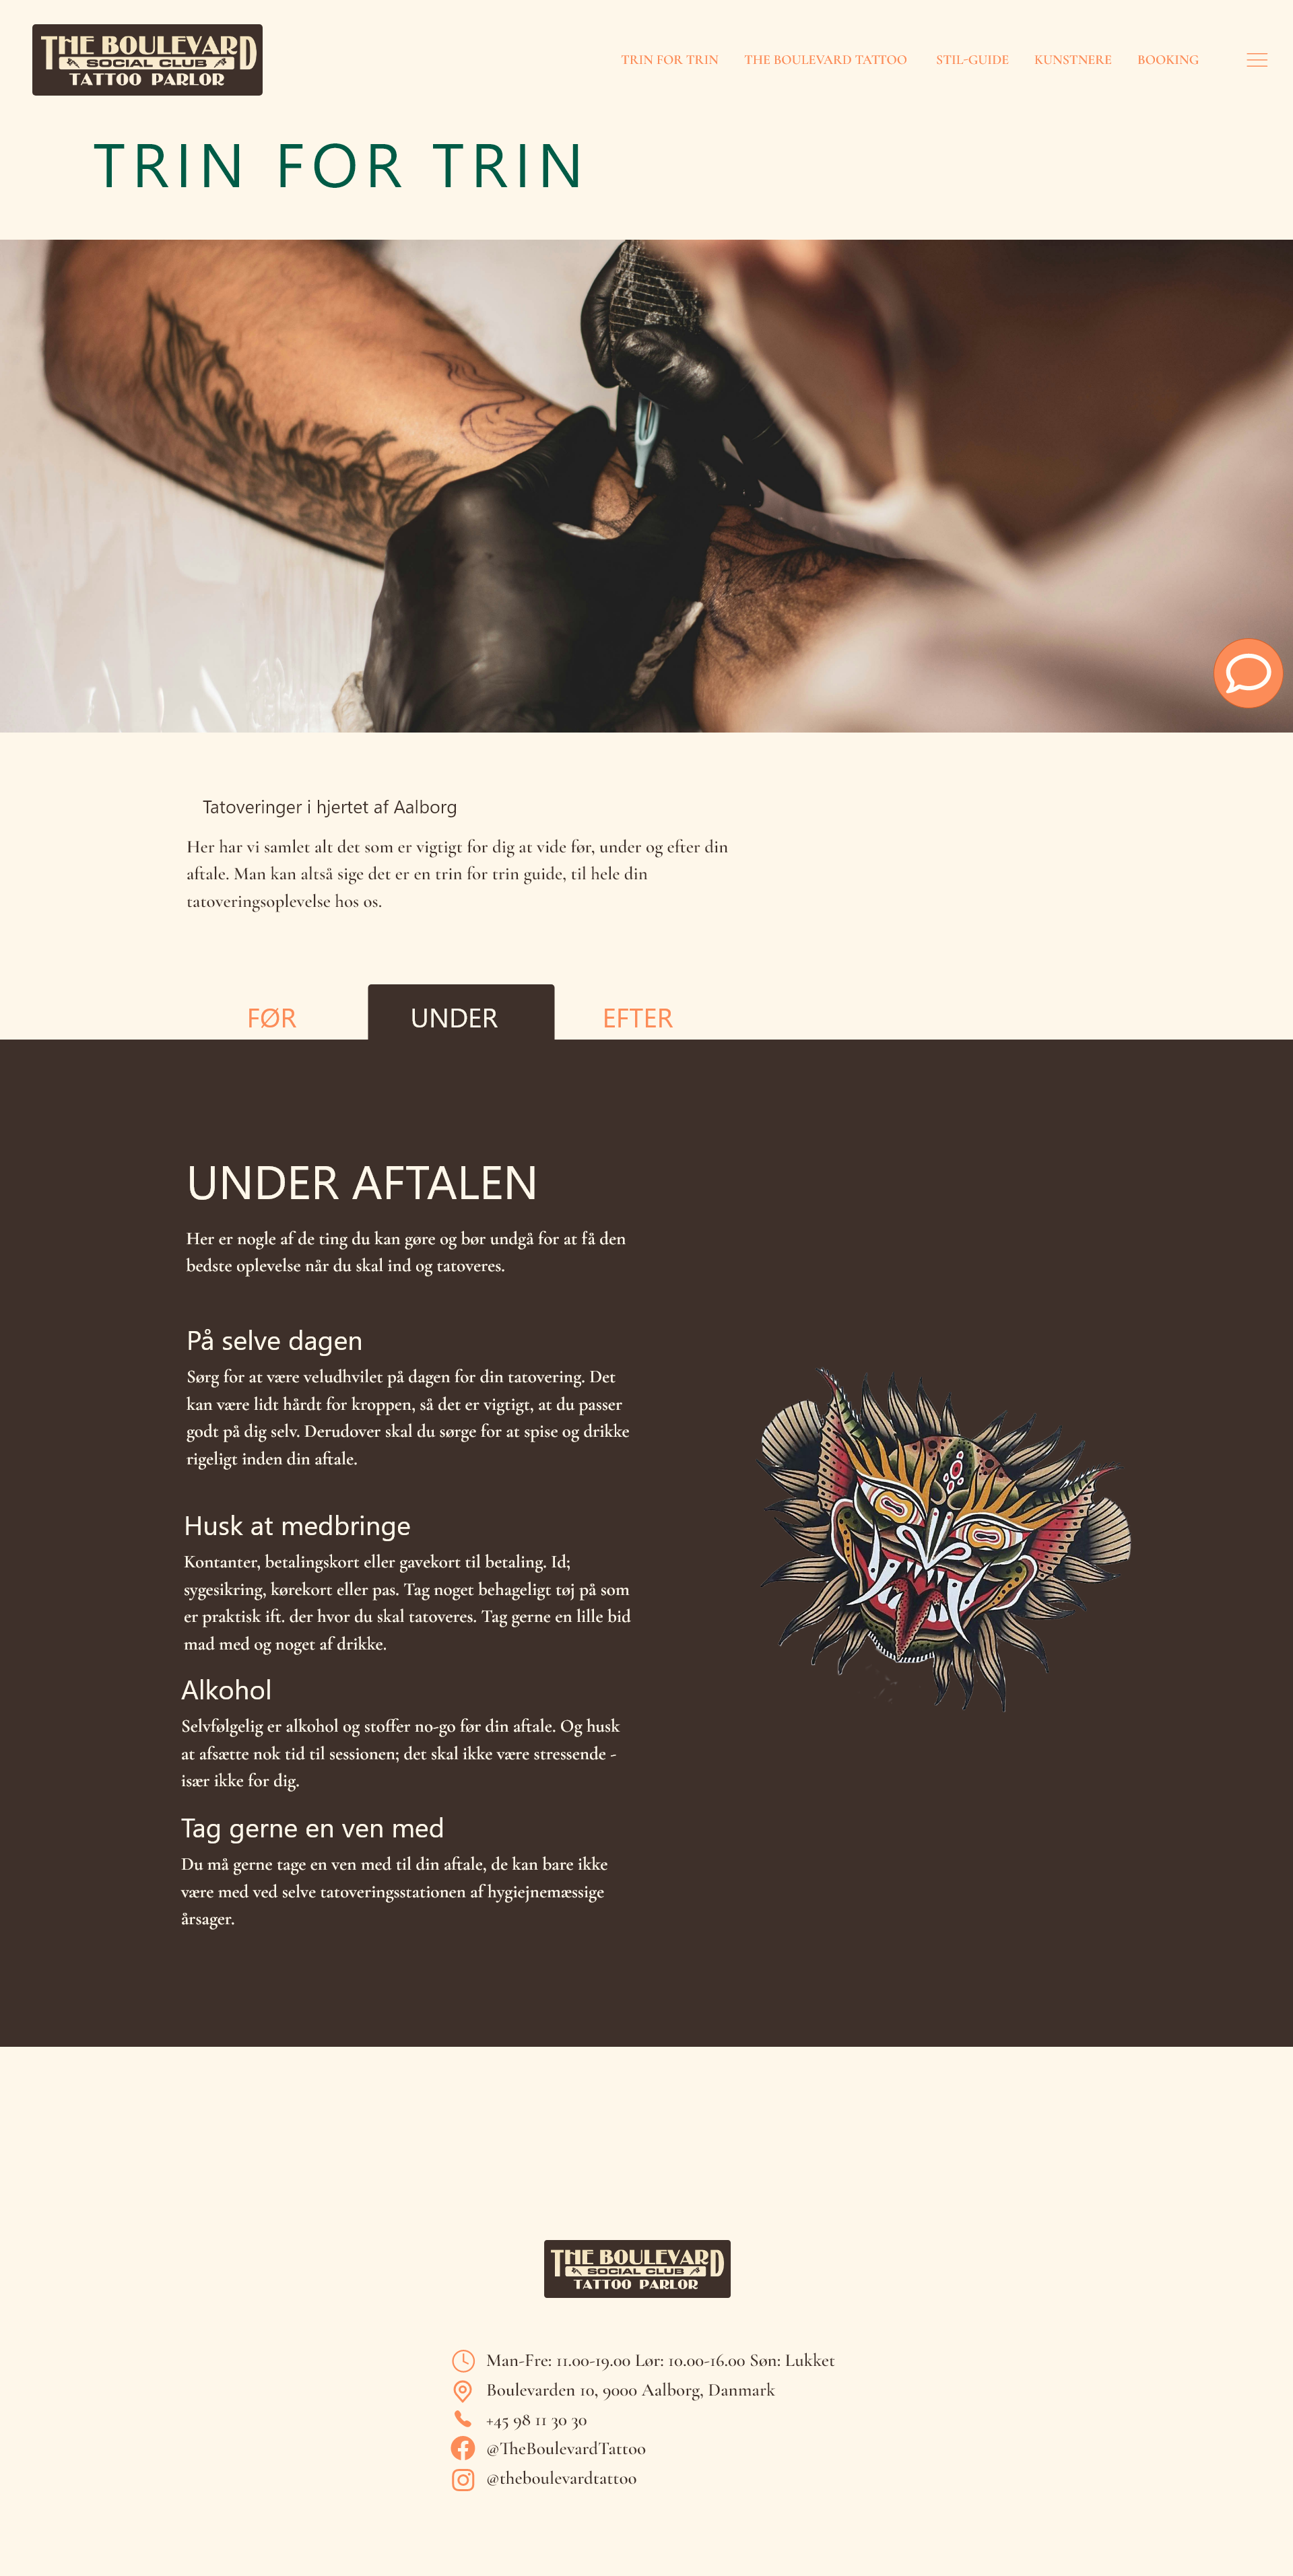 THE BOULEVARD
SOCIAL CLUB
TATTOO PARLOR
TRIN FOR TRIN THE BOULEVARD TATTOO STIL-GUIDE KUNSTNERE BOOKING
TRIN FOR TRIN
Tatoveringer i hjertet af Aalborg
Her har vi samlet alt det som er vigtigt for dig at vide før, under og efter din
aftale. Man kan altså sige det er en trin for trin guide, til hele din
tatoveringsoplevelse hos os.
FØR UNDER EFTER
UNDER AFTALEN
Her er nogle af de ting du kan gøre og bør undgå for at få den
bedste oplevelse når du skal ind og tatoveres.
På selve dagen
Sørg for at være veludhvilet på dagen for din tatovering. Det
kan være lidt hårdt for kroppen, så det er vigtigt, at du passer
godt på dig selv. Derudover skal du sørge for at spise og drikke
rigeligt inden din aftale.
Husk at medbringe
Kontanter, betalingskort eller gavekort til betaling. Id;
sygesikring, kørekort eller pas. Tag noget behageligt tøj på som
er praktisk ift. der hvor du skal tatoveres. Tag gerne en lille bid
mad med og noget af drikke.
Alkohol
Selvfølgelig er alkohol og stoffer no-go før din aftale. Og husk
at afsætte nok tid til sessionen; det skal ikke være stressende -
især ikke for dig.
Tag gerne en ven med
Du må gerne tage en ven med til din aftale, de kan bare ikke
være med ved selve tatoveringsstationen af hygiejnemæssige
årsager.
THE BOULEVARD
SOCIAL CLUB
TATTOO PARLOR
Man-Fre: 11.00-19.00 Lør: 10.00-16.00 Søn: Lukket
Boulevarden 10, 9000 Aalborg, Danmark
+45 98 11 30 30
@TheBoulevardTattoo
@theboulevardtattoo